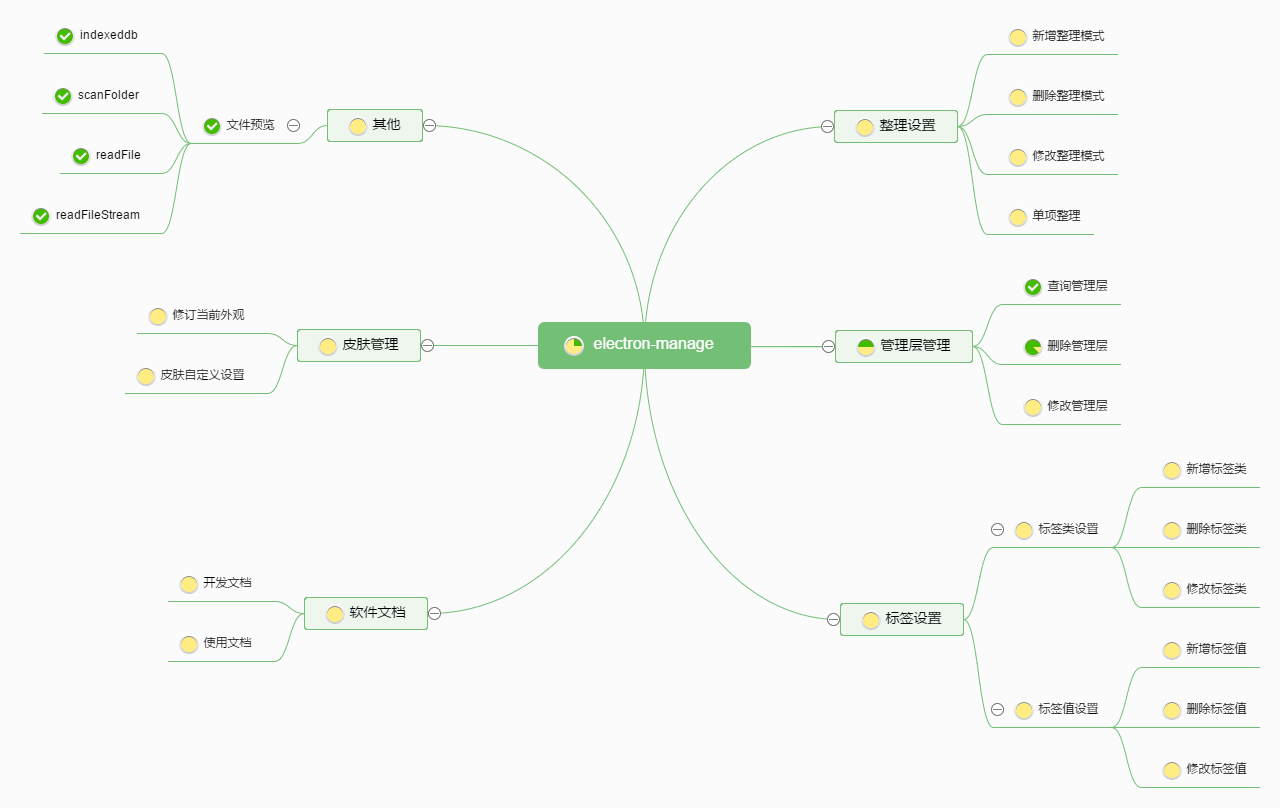 electron-manage
整理设置
新增整理模式
删除整理模式
修改整理模式
单项整理
管理层管理
查询管理层
删除管理层
修改管理层
标签设置
标签类设置
新增标签类
删除标签类
修改标签类
标签值设置
新增标签值
删除标签值
修改标签值
其他
文件预览
indexeddb
scanFolder
readFile
readFileStream
皮肤管理
修订当前外观
皮肤自定义设置
软件文档
开发文档
使用文档